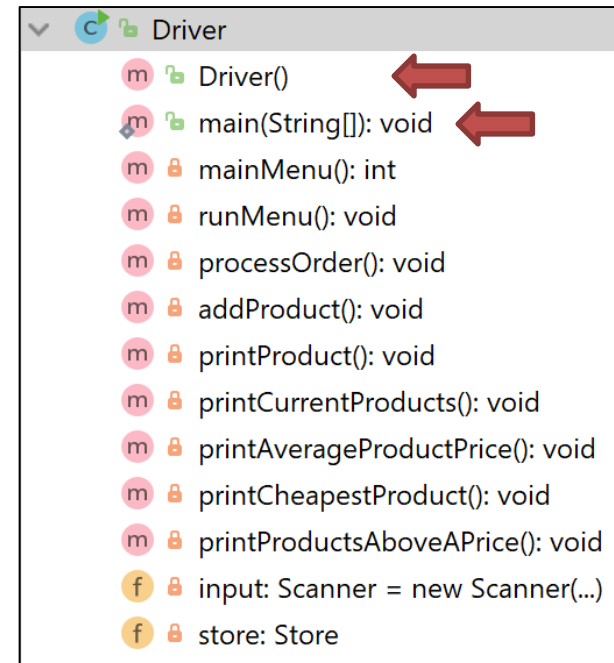 C Driver
m Driver()
m main(String[]): void
m mainMenu(): int
m runMenu(): void
m processOrder(): void
m addProduct(): void
m printProduct(): void
m printCurrentProducts(): void
m printAverageProductPrice(): void
m printCheapestProduct(): void
m printProductsAboveAPrice(): void
f input: Scanner = new Scanner(...)
f store: Store